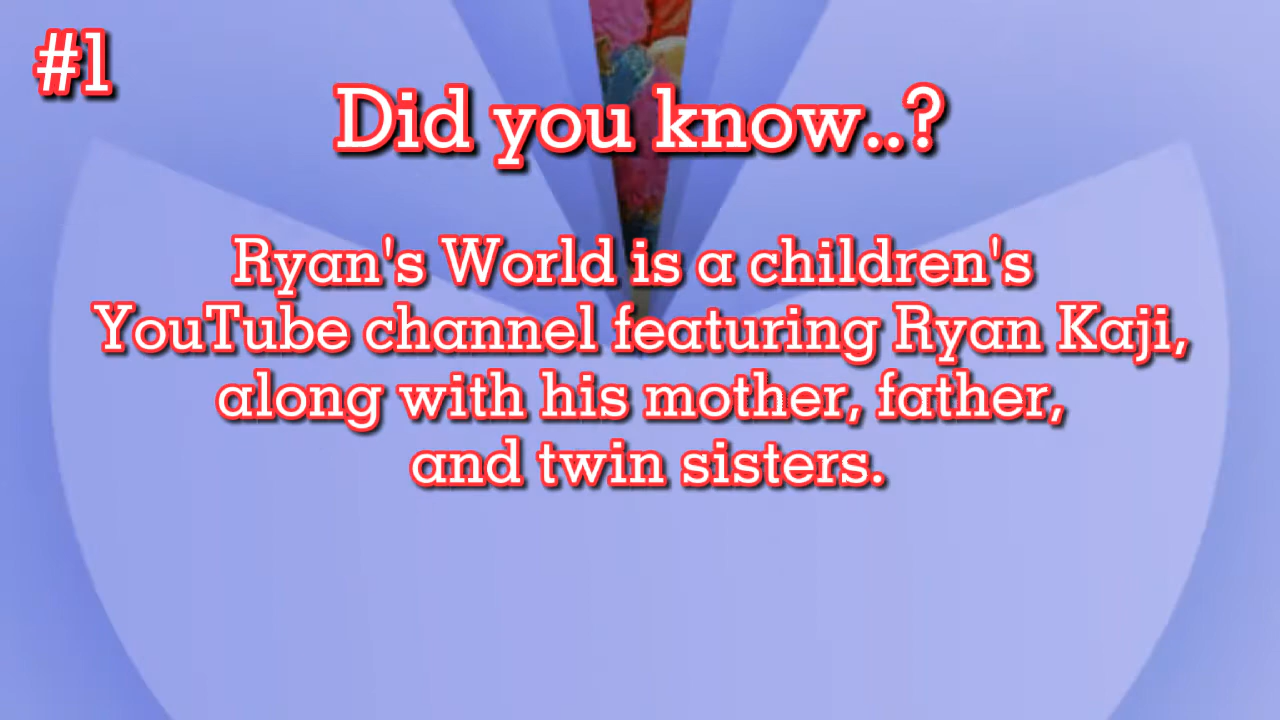 #1
Did you know..?
Ryan's World is a children's
YouTube channel featuring Ryan Kaji,
along with his mother, father,
and twin sisters.